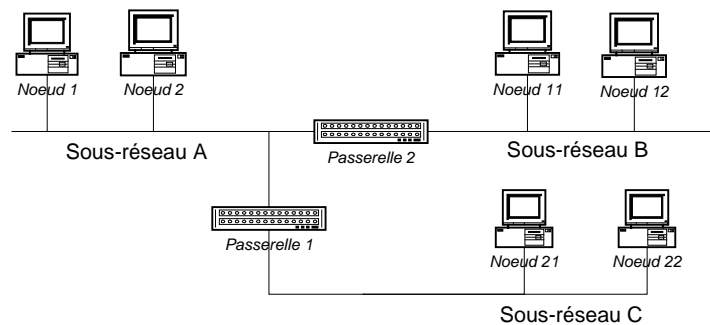 Noeud 1
Noeud 2
Noeud 11
Noeud 12
Sous-réseau A
Passerelle 2
Sous-réseau B
Passerelle 1
Noeud 21
Noeud 22
Sous-réseau C